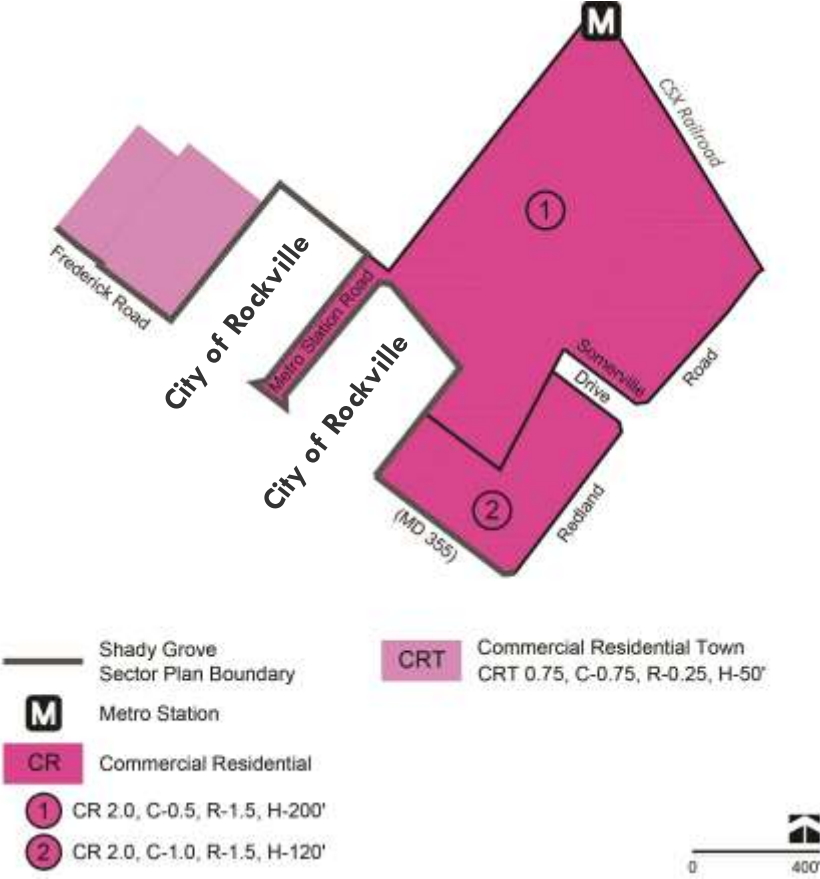 M
CSX Railroad
1
Frederick Road
City of Rockville
Metro Station Road
City of Rockville
Somerville
Drive
Road
2
Redland
(MD 355)
Shady Grove
Sector Plan Boundary
M
Metro Station
CR
Commercial Residential
1 CR 2.0, C-0.5, R-1.5, H-200'
2 CR 2.0, C-1.0, R-1.5, H-120'
CRT
Commercial Residential Town
CRT 0.75, C-0.75, R-0.25, H-50'
0 400'